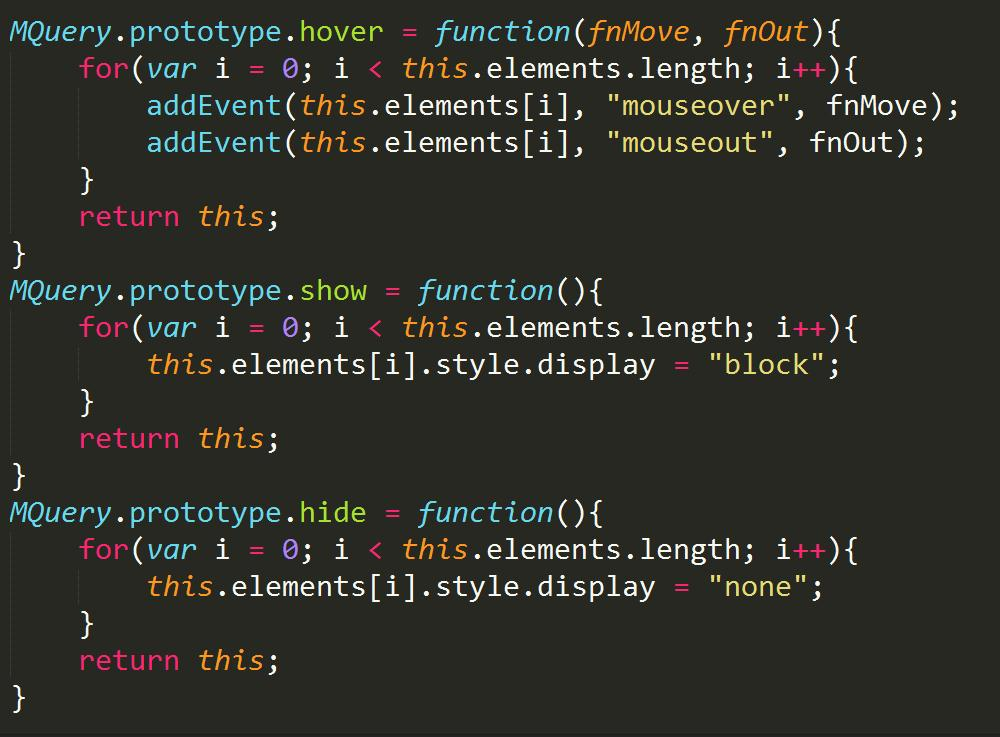 MQuery.prototype.hover = function(fnMove, fnOut){
    for(var i = 0; i < this.elements.length; i++){
        addEvent(this.elements[i], "mouseover", fnMove);
        addEvent(this.elements[i], "mouseout", fnOut);
    }
    return this;
}
MQuery.prototype.show = function(){
    for(var i = 0; i < this.elements.length; i++){
        this.elements[i].style.display = "block";
    }
    return this;
}
MQuery.prototype.hide = function(){
    for(var i = 0; i < this.elements.length; i++){
        this.elements[i].style.display = "none";
    }
    return this;
}